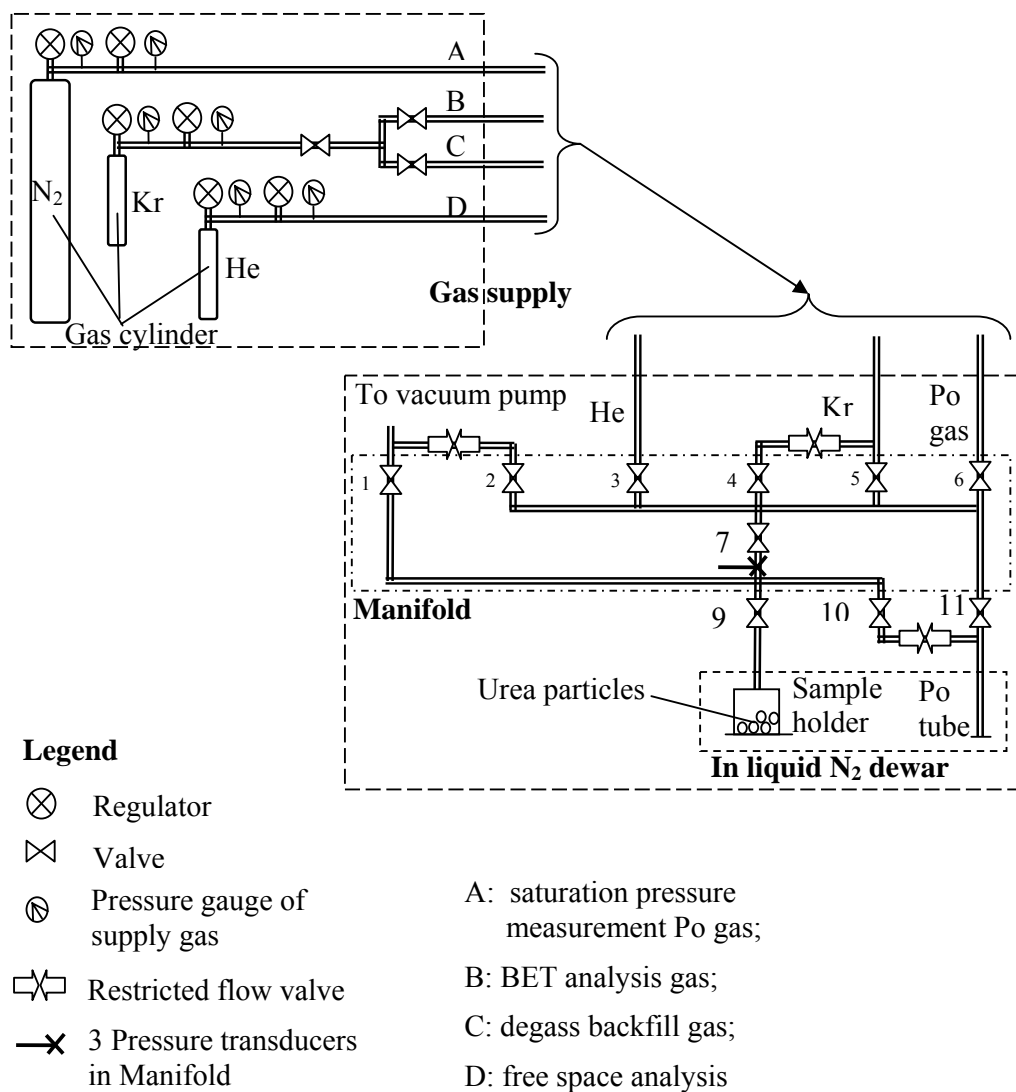 A
B
C
D
N2
Kr
He
Gas cylinder
Gas supply
To vacuum pump
He
Kr
Po
gas
1
2
3
4
5
6
7
Manifold
9
10
11
Urea particles
Sample
holder
Po
tube
In liquid N2 dewar
Legend
Regulator
Valve
Pressure gauge of
supply gas
Restricted flow valve
3 Pressure transducers
in Manifold
A: saturation pressure
measurement Po gas;
B: BET analysis gas;
C: degass backfill gas;
D: free space analysis